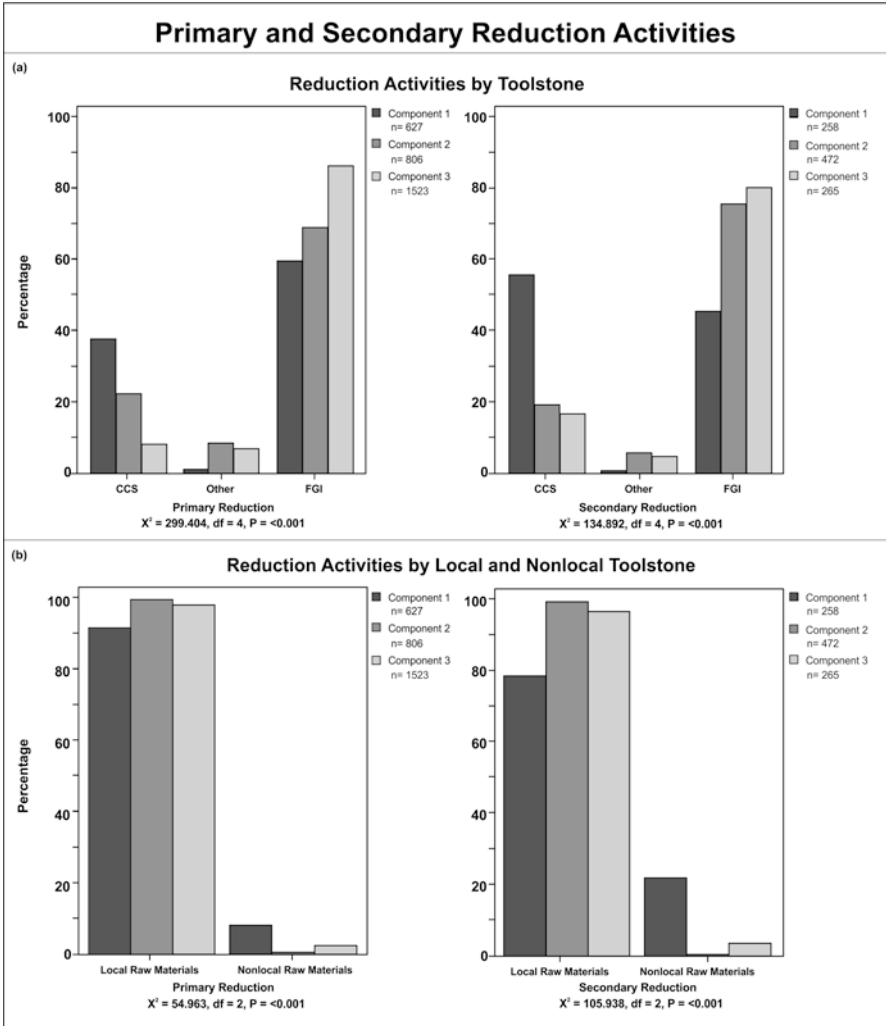 Primary and Secondary Reduction Activities
(a)
Reduction Activities by Toolstone
Percentage
100
80
60
40
20
0
CCS
Other
FGI
Primary Reduction
X² = 299.404, df = 4, P = <0.001
Component 1
n= 627
Component 2
n= 806
Component 3
n= 1523
100
80
60
40
20
0
CCS
Other
FGI
Secondary Reduction
X² = 134.892, df = 4, P = <0.001
Component 1
n= 258
Component 2
n= 472
Component 3
n= 265
(b)
Reduction Activities by Local and Nonlocal Toolstone
Percentage
100
80
60
40
20
0
Local Raw Materials
Nonlocal Raw Materials
Primary Reduction
X² = 54.963, df = 2, P = <0.001
Component 1
n= 627
Component 2
n= 806
Component 3
n= 1523
100
80
60
40
20
0
Local Raw Materials
Nonlocal Raw Materials
Secondary Reduction
X² = 105.938, df = 2, P = <0.001
Component 1
n= 258
Component 2
n= 472
Component 3
n= 265